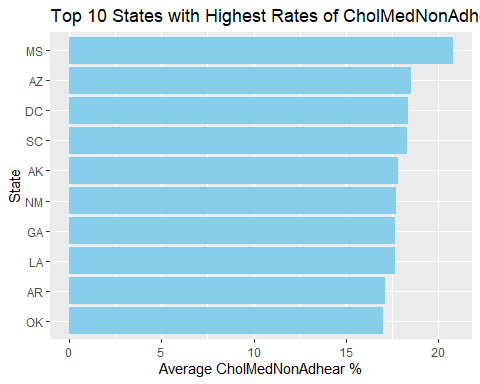 Top 10 States with Highest Rates of CholMedNonAdh
MS
AZ
DC
SC
AK
NM
GA
LA
AR
OK
State
0 5 10 15 20
Average CholMedNonAdhear %